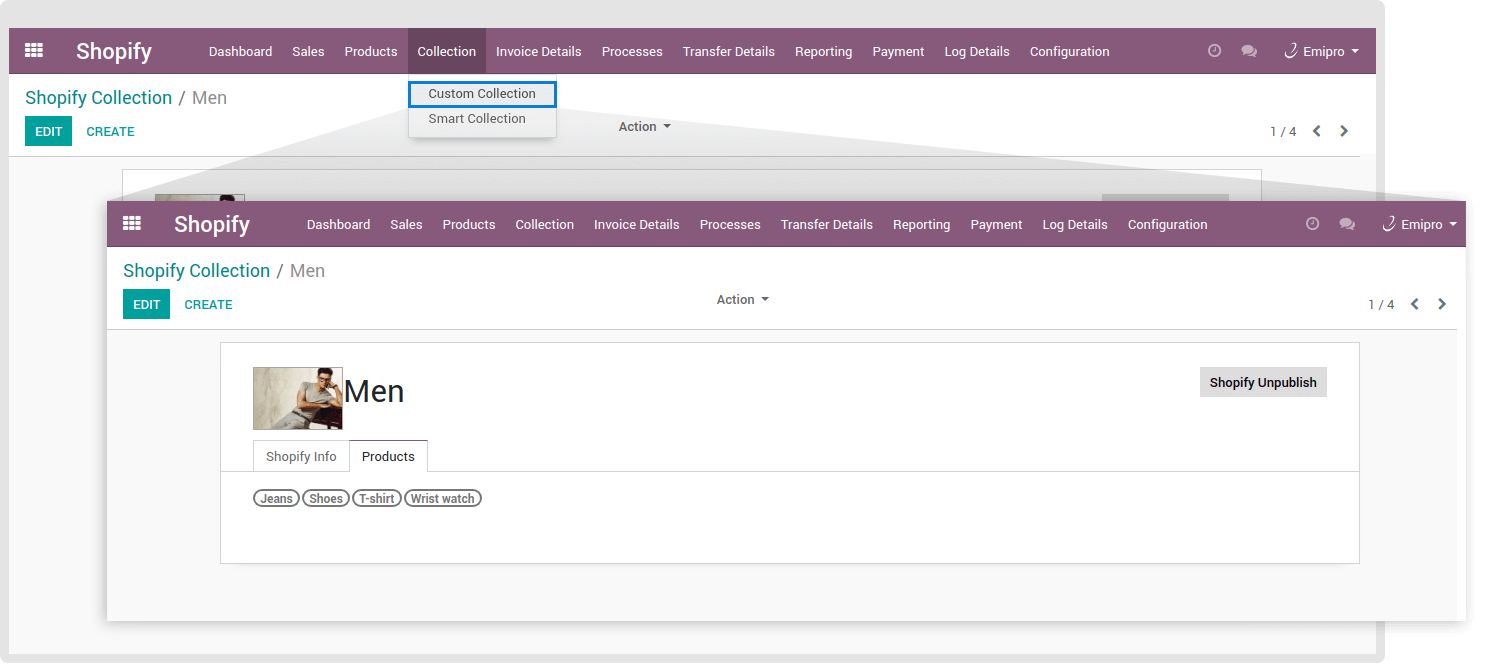 Shopify Dashboard Sales Products Collection Invoice Details Processes Transfer Details Reporting Payment Log Details Configuration Emipro
Shopify Collection / Men
Custom Collection
Smart Collection
EDIT CREATE Action 1 / 4
Shopify Dashboard Sales Products Collection Invoice Details Processes Transfer Details Reporting Payment Log Details Configuration Emipro
Shopify Collection / Men
EDIT CREATE Action 1 / 4
Men Shopify Unpublish
Shopify Info Products
Jeans Shoes T-shirt Wrist watch